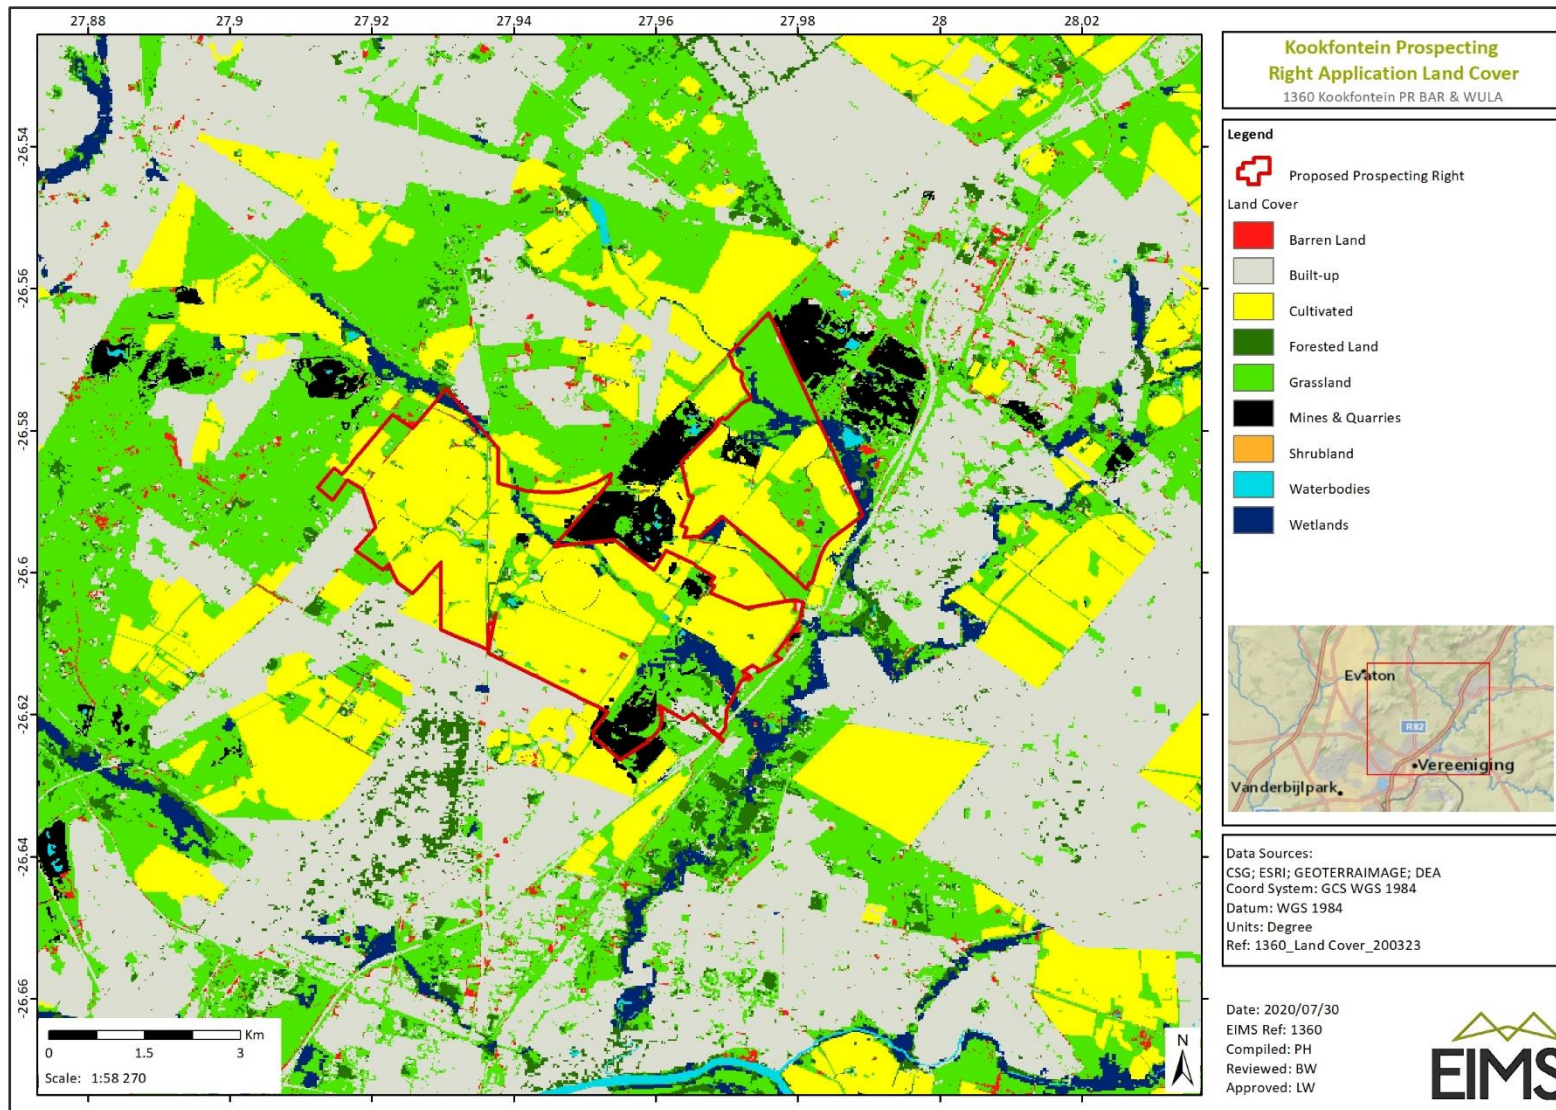 27,88 27,9 27,92 27,94 27,96 27,98 28 28,02
-26,54
-26,56
-26,58
-26,6
-26,62
-26,64
-26,66
Km
0 1.5 3
Scale: 1:58 270
N
Kookfontein Prospecting
Right Application Land Cover
1360 Kookfontein PR BAR & WULA
Legend
Proposed Prospecting Right
Land Cover
Barren Land
Built-up
Cultivated
Forested Land
Grassland
Mines & Quarries
Shrubland
Waterbodies
Wetlands
Evaton
R82
Vereeniging
Vanderbijlpark
Data Sources:
CSG; ESRI; GEOTERRAIMAGE; DEA
Coord System: GCS WGS 1984
Datum: WGS 1984
Units: Degree
Ref: 1360_Land Cover_200323
Date: 2020/07/30
EIMS Ref: 1360
Compiled: PH
Reviewed: BW
Approved: LW
EIMS